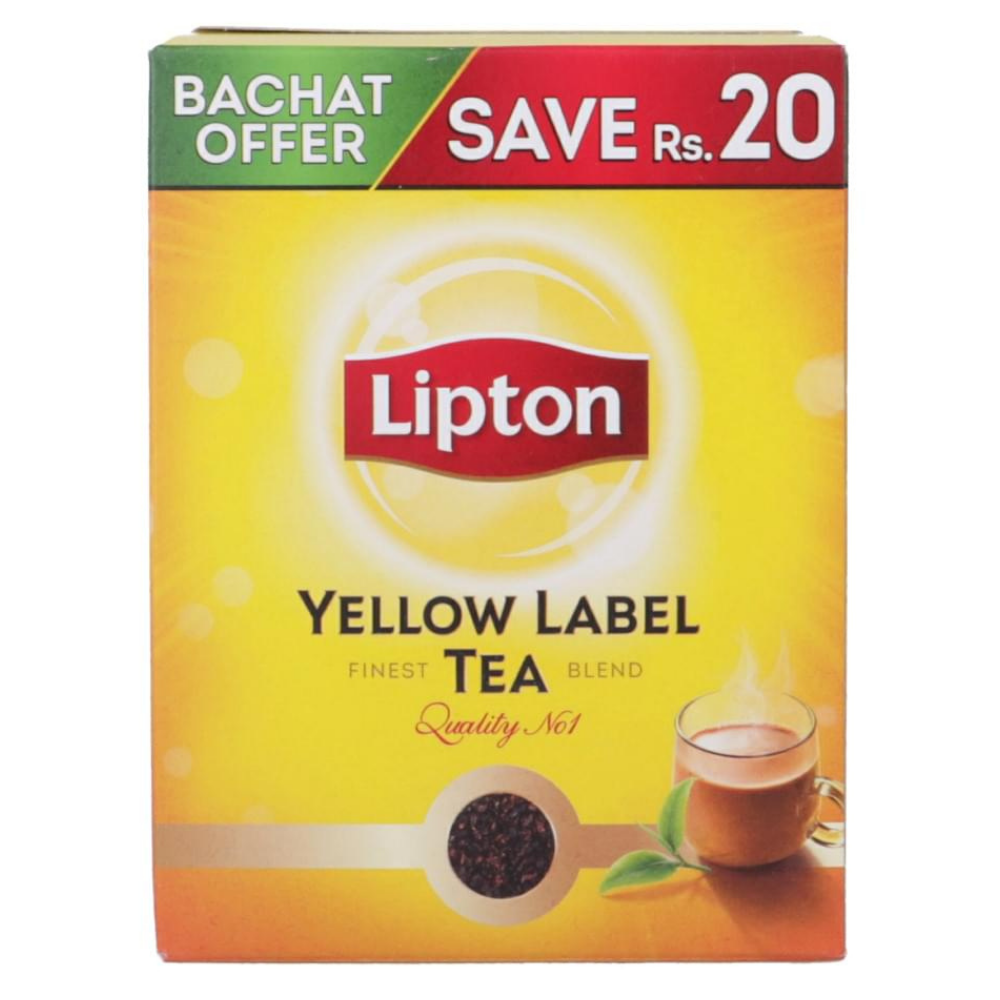 BACHAT
OFFER
SAVE Rs.20
Lipton
YELLOW LABEL
FINEST TEA BLEND
Quality No1